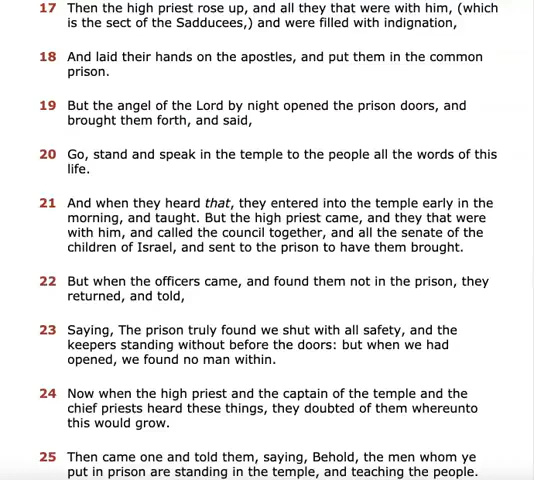 17 Then the high priest rose up, and all they that were with him, (which
is the sect of the Sadducees,) and were filled with indignation,
18 And laid their hands on the apostles, and put them in the common
prison.
19 But the angel of the Lord by night opened the prison doors, and
brought them forth, and said,
20 Go, stand and speak in the temple to the people all the words of this
life.
21 And when they heard that, they entered into the temple early in the
morning, and taught. But the high priest came, and they that were
with him, and called the council together, and all the senate of the
children of Israel, and sent to the prison to have them brought.
22 But when the officers came, and found them not in the prison, they
returned, and told,
23 Saying, The prison truly found we shut with all safety, and the
keepers standing without before the doors: but when we had
opened, we found no man within.
24 Now when the high priest and the captain of the temple and the
chief priests heard these things, they doubted of them whereunto
this would grow.
25 Then came one and told them, saying, Behold, the men whom ye
put in prison are standing in the temple, and teaching the people.